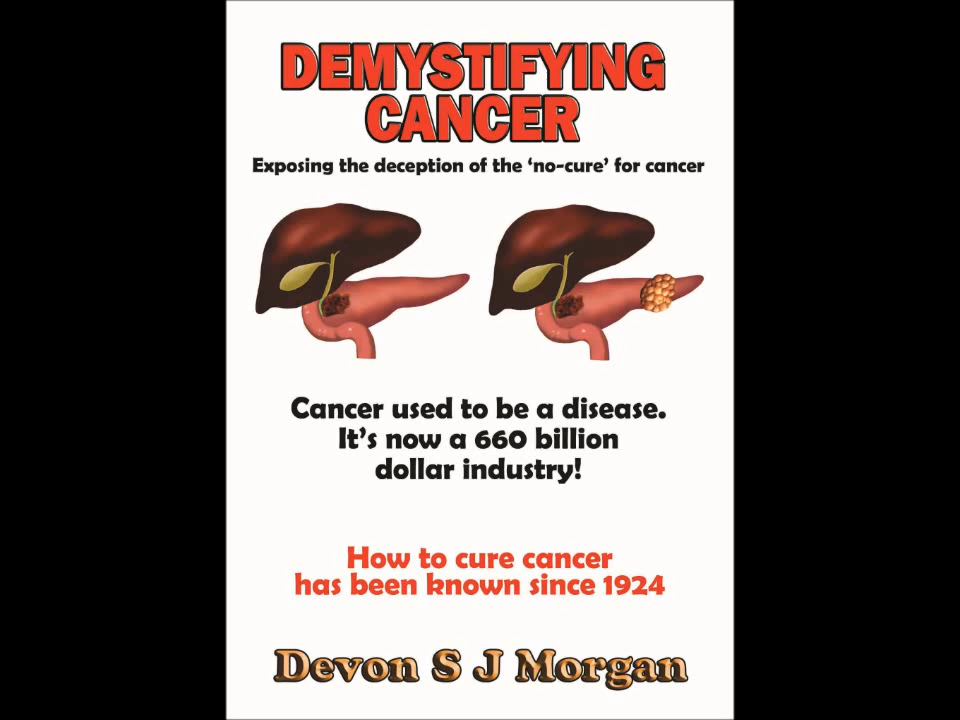 DEMYSTIFYING
CANCER
Exposing the deception of the ‘no-cure’ for cancer
Cancer used to be a disease.
It’s now a 660 billion
dollar industry!
How to cure cancer
has been known since 1924
Devon S J Morgan